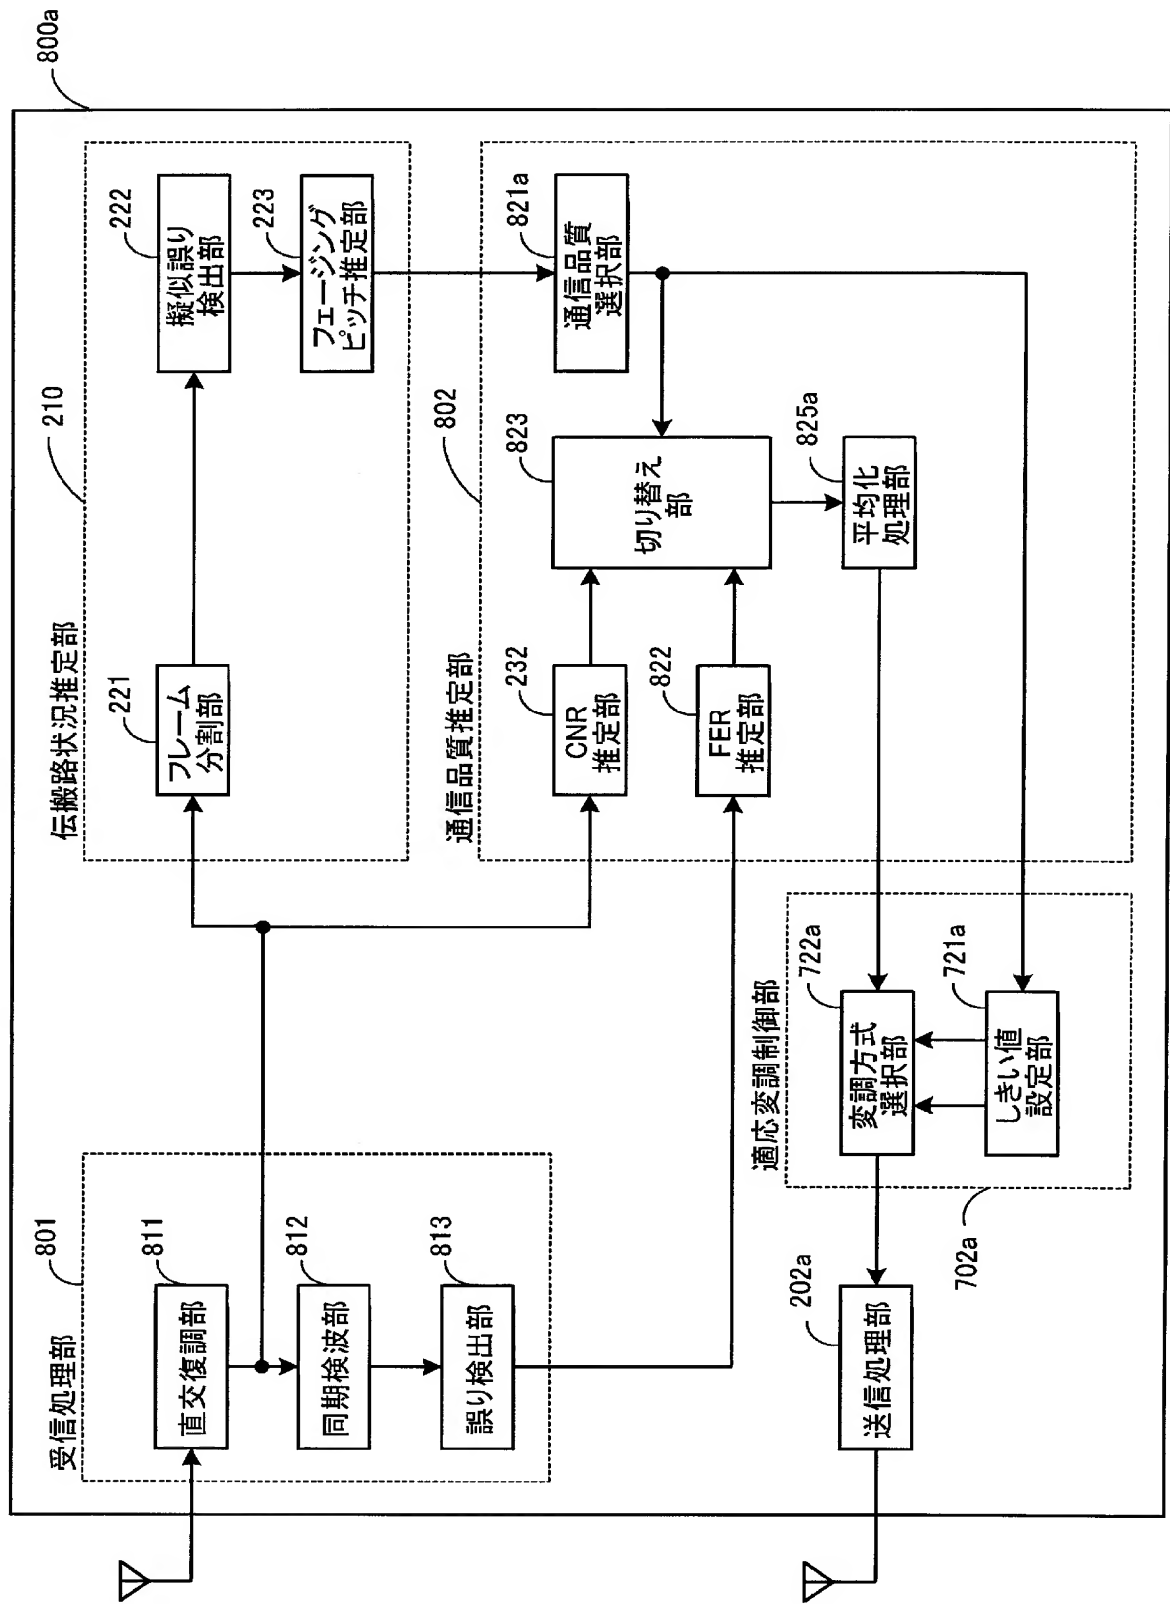 800a
受信処理部
801
直交復調部
811
同期検波部
812
誤り検出部
813
伝搬路状況推定部
210
フレーム
分割部
221
擬似誤り
検出部
222
フェージング
ピッチ推定部
223
通信品質推定部
802
CNR
推定部
232
FER
推定部
822
切り替え
部
823
通信品質
選択部
821a
平均化
処理部
825a
適応変調制御部
702a
変調方式
選択部
722a
しきい値
設定部
721a
送信処理部
202a